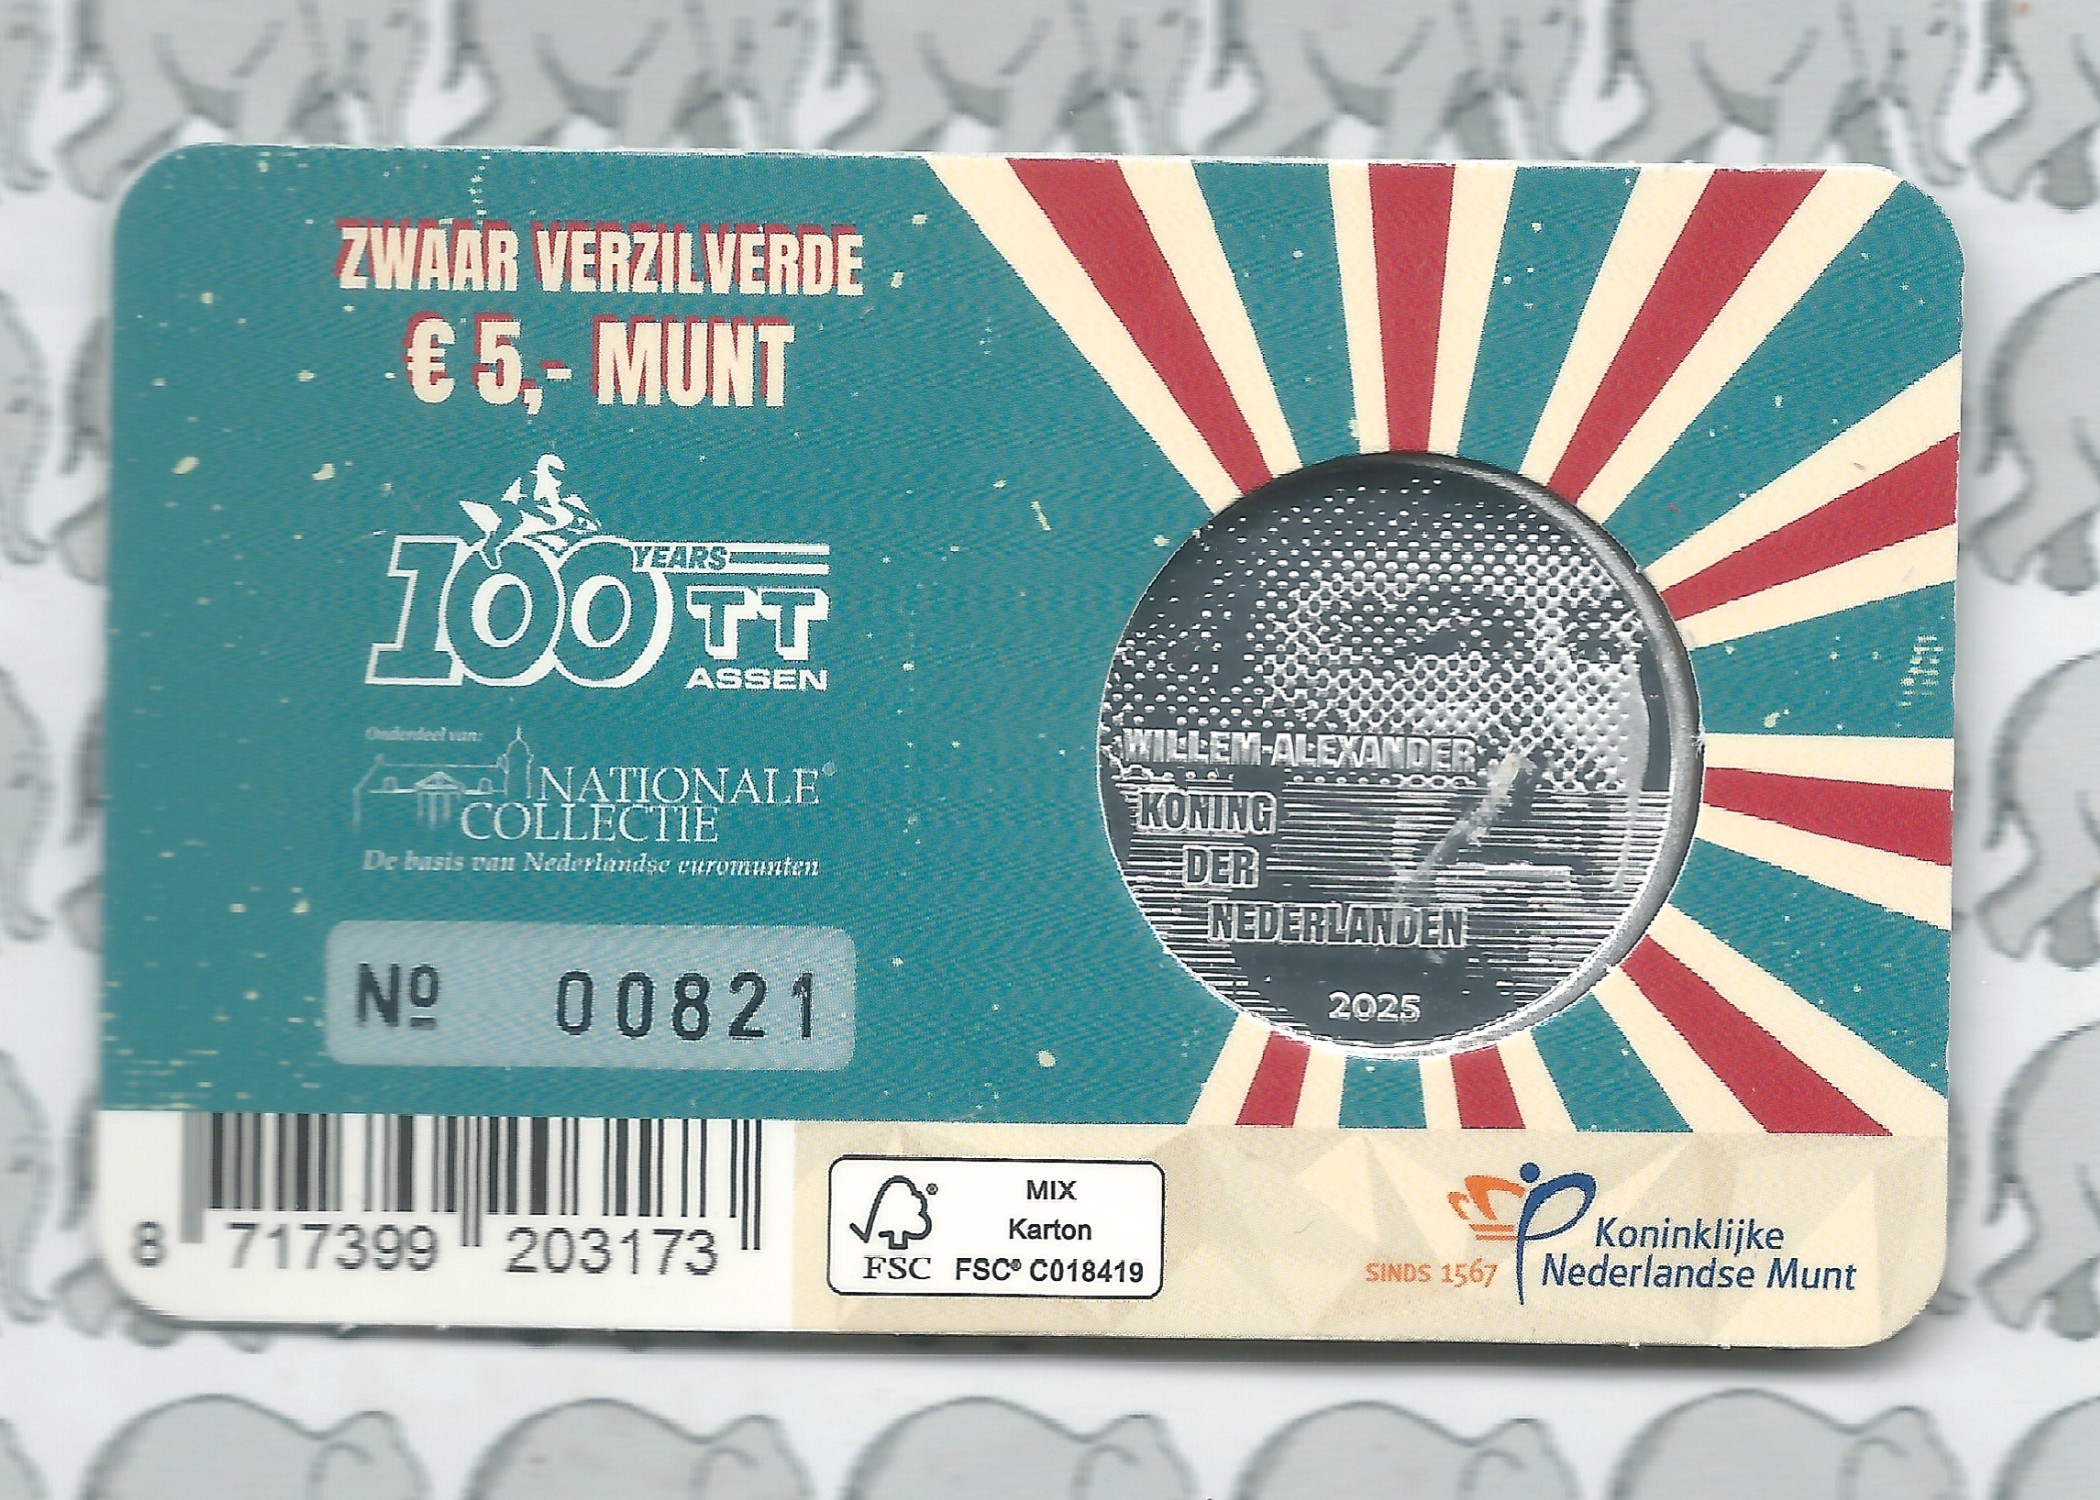 ZWAAR VERZILVERDE
€ 5,- MUNT
100 YEARS
TT
ASSEN
Onderdeel van:
NATIONALE
COLLECTIE
De basis van Nederlandse euromunten
Nº 00821
WILLEM-ALEXANDER
KONING
DER
NEDERLANDEN
2025
8 717399 203173
FSC®
MIX
Karton
FSC® C018419
SINDS 1567
Koninklijke
Nederlandse Munt